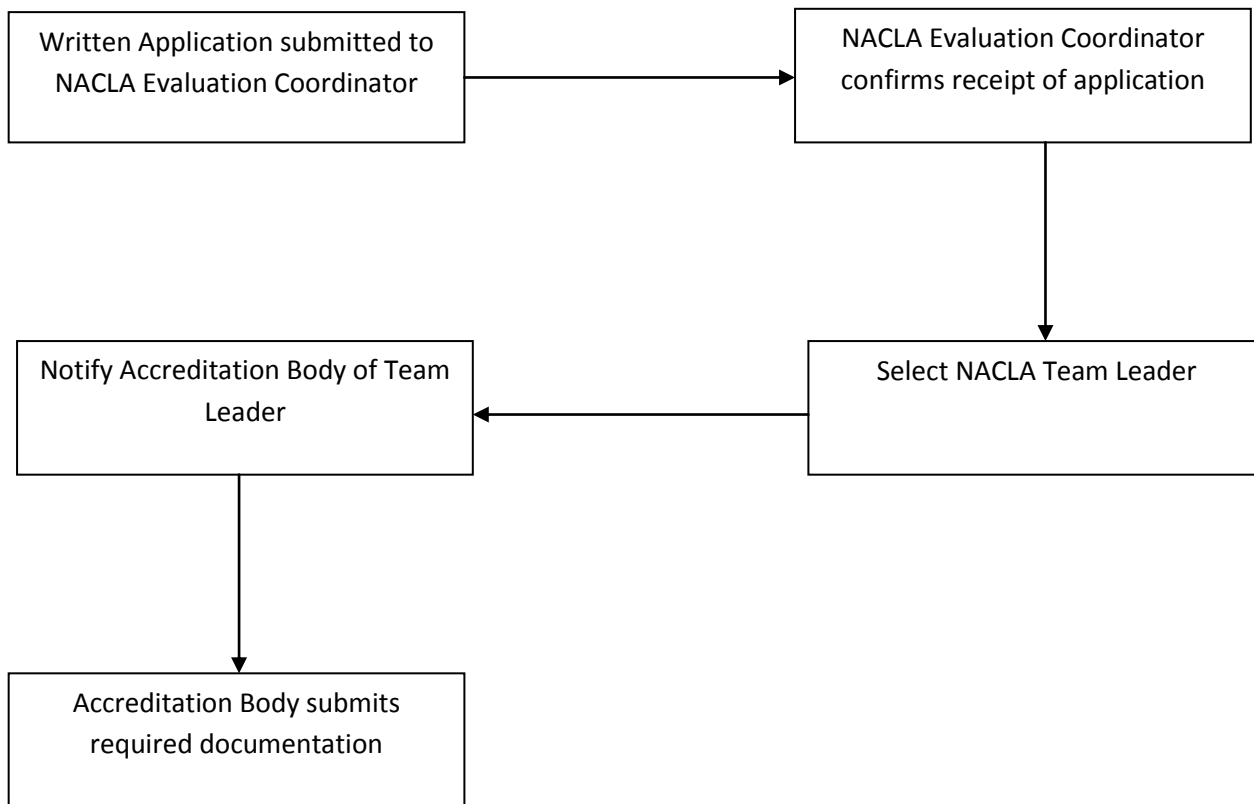 Written Application submitted to
NACLA Evaluation Coordinator
NACLA Evaluation Coordinator
confirms receipt of application
Select NACLA Team Leader
Notify Accreditation Body of Team
Leader
Accreditation Body submits
required documentation